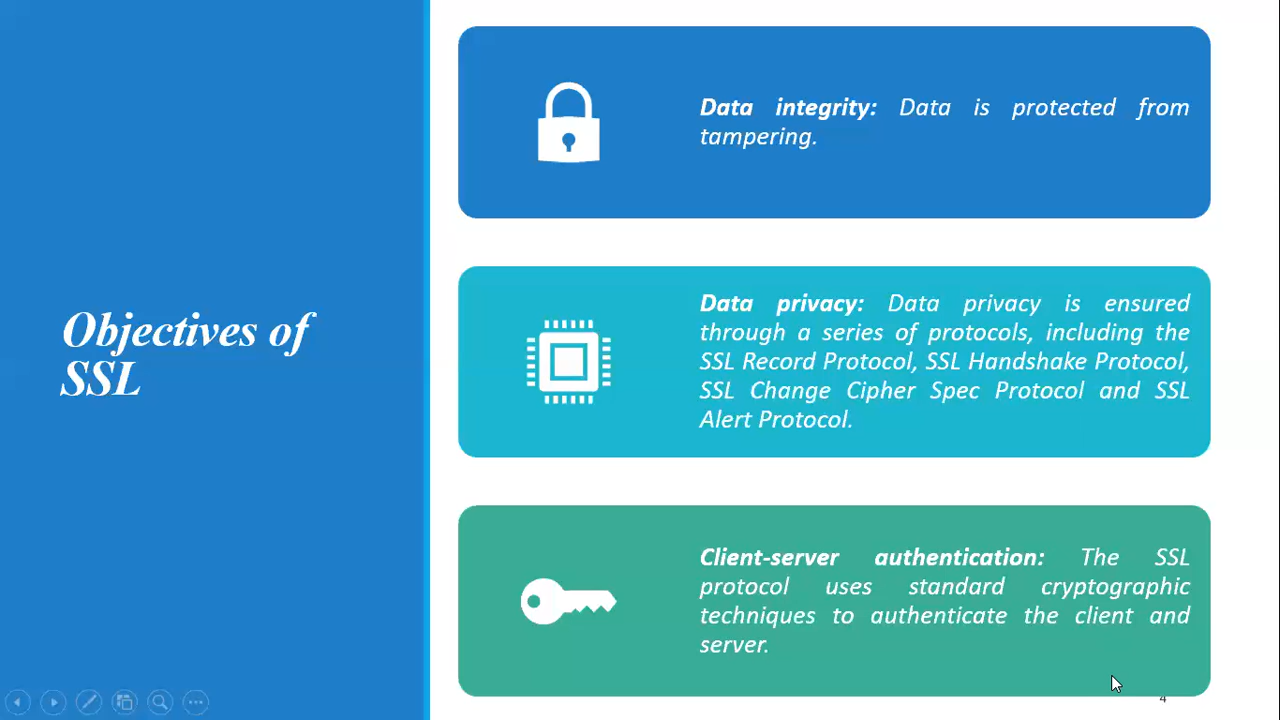 Objectives of
SSL
Data integrity: Data is protected from
tampering.
Data privacy: Data privacy is ensured
through a series of protocols, including the
SSL Record Protocol, SSL Handshake Protocol,
SSL Change Cipher Spec Protocol and SSL
Alert Protocol.
Client-server authentication: The SSL
protocol uses standard cryptographic
techniques to authenticate the client and
server.
4